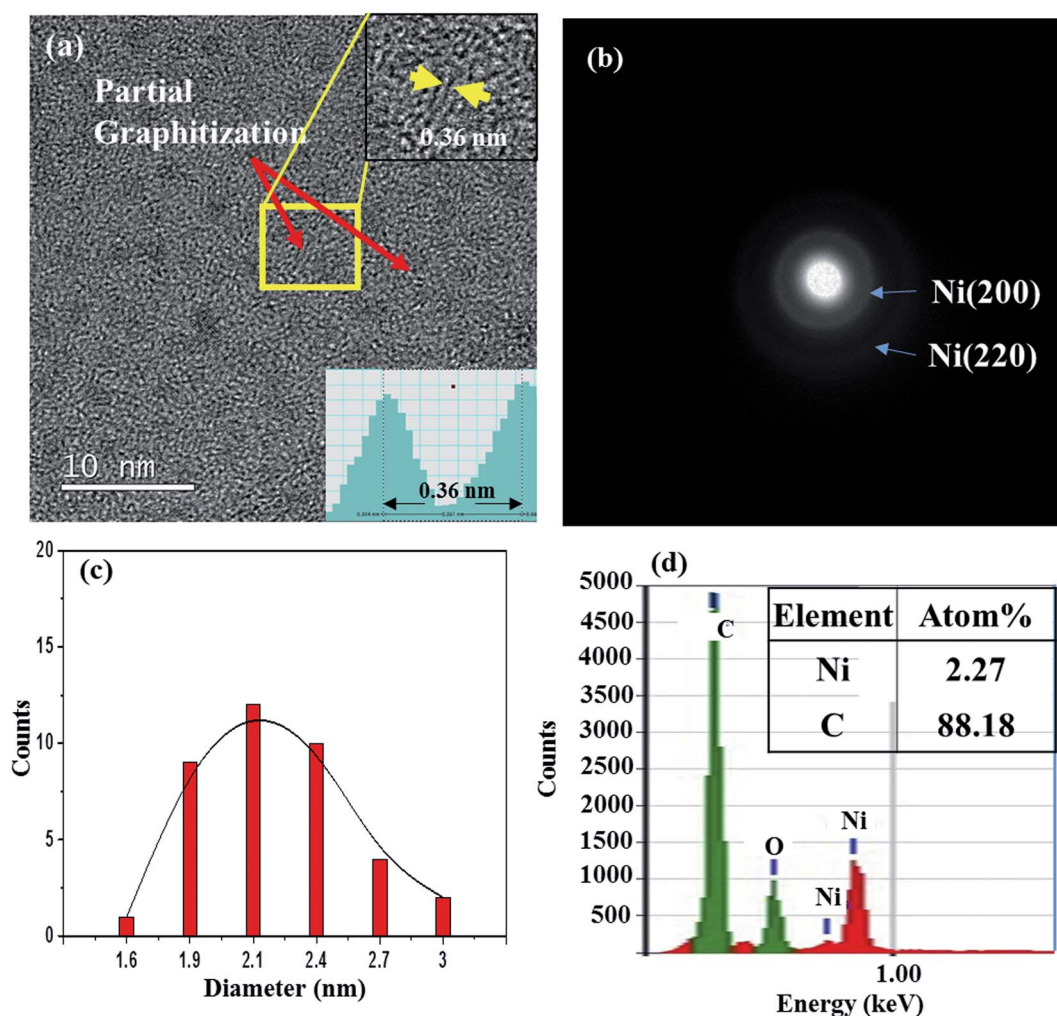 (a)
Partial
Graphitization
0.36 nm
10 nm
0.36 nm
(b)
Ni(200)
Ni(220)
(c)
20
15
10
5
0
Counts
1.6 1.9 2.1 2.4 2.7 3
Diameter (nm)
(d)
5000
4500
4000
3500
3000
2500
2000
1500
1000
500
Counts
C
O
Ni
Ni
Element Atom%
Ni 2.27
C 88.18
1.00
Energy (keV)